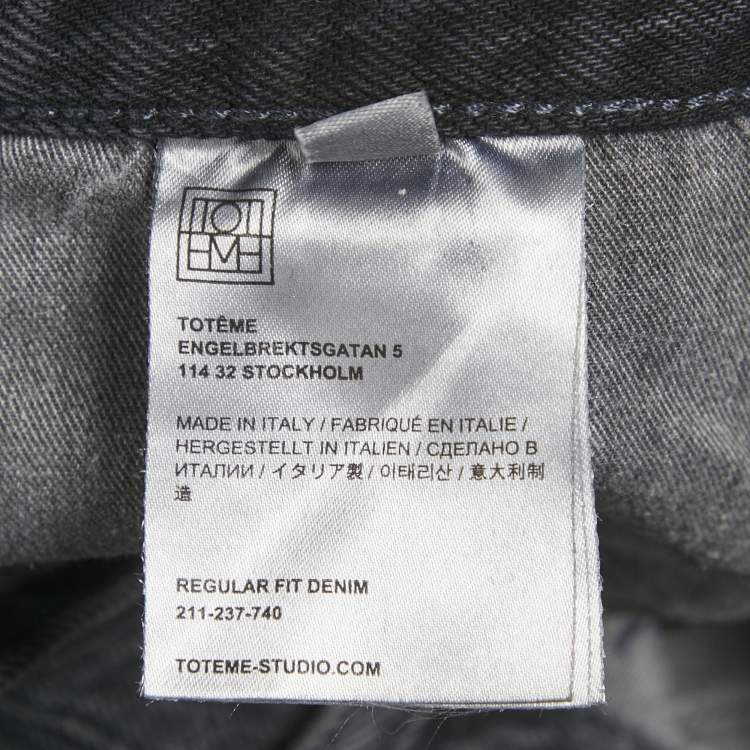 TOTEME
TOTÊME
ENGELBREKTSGATAN 5
114 32 STOCKHOLM
MADE IN ITALY / FABRIQUÉ EN ITALIE /
HERGESTELLT IN ITALIEN / СДЕЛАНО В
ИТАЛИИ / イタリア製 / 이태리산 / 意大利制
造
REGULAR FIT DENIM
211-237-740
TOTEME-STUDIO.COM